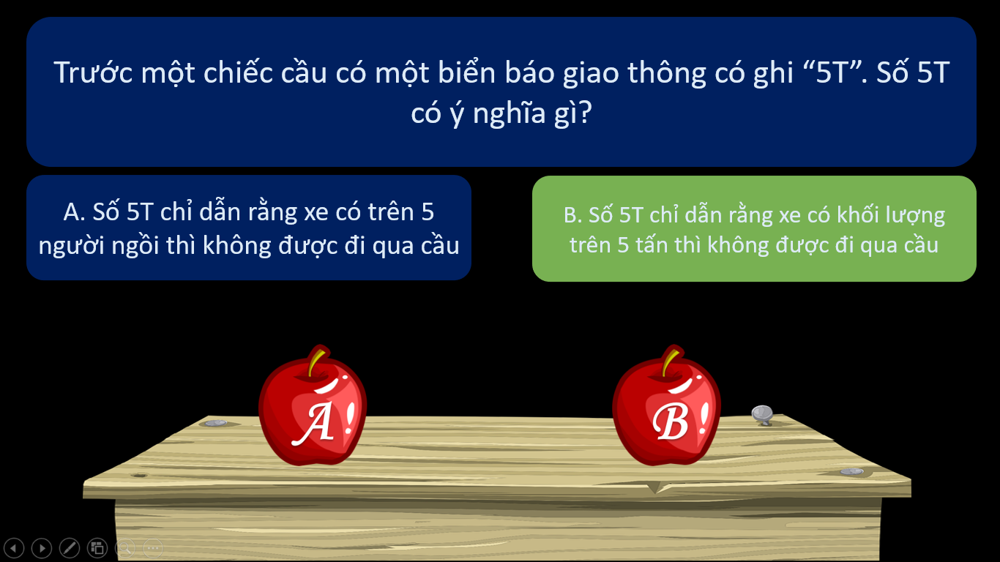 Trước một chiếc cầu có một biển báo giao thông có ghi “5T”. Số 5T
có ý nghĩa gì?
A. Số 5T chỉ dẫn rằng xe có trên 5
người ngồi thì không được đi qua cầu
B. Số 5T chỉ dẫn rằng xe có khối lượng
trên 5 tấn thì không được đi qua cầu
A
B